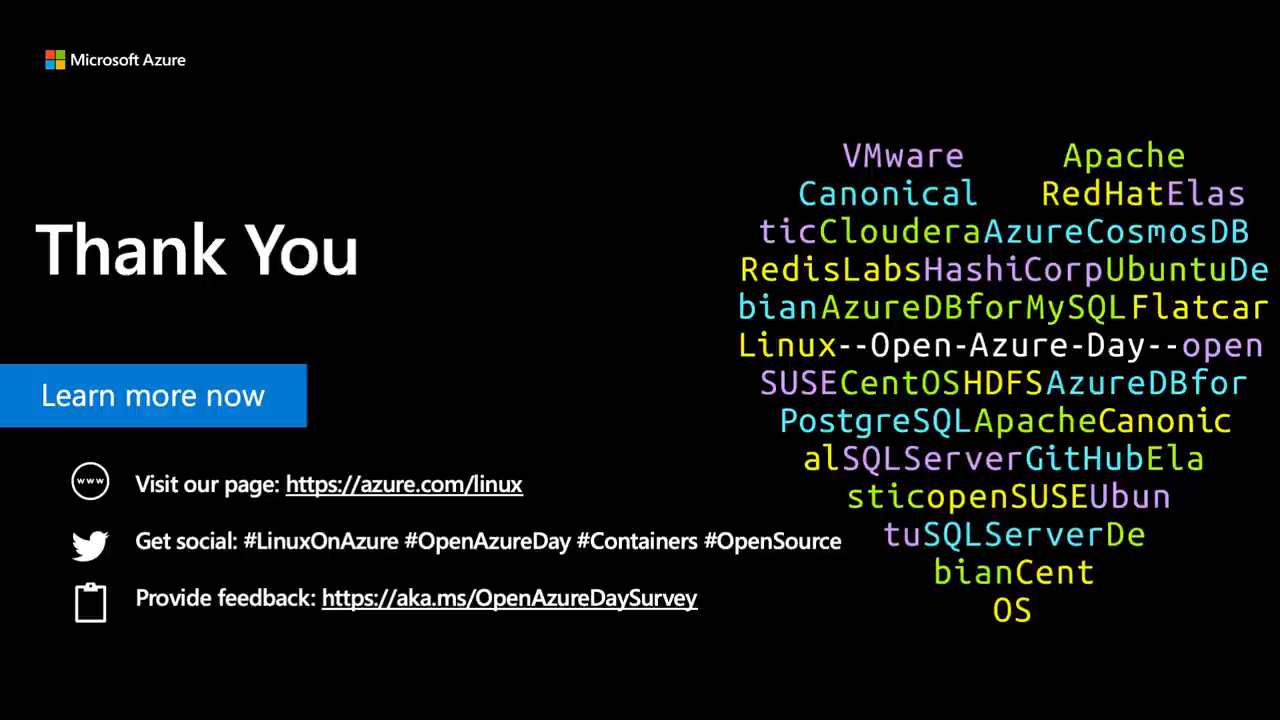 Microsoft Azure
Thank You
Learn more now
www
Visit our page: https://azure.com/linux
Get social: #LinuxOnAzure #OpenAzureDay #Containers #OpenSource
Provide feedback: https://aka.ms/OpenAzureDaySurvey
VMware Apache
Canonical RedHatElas
ticClouderaAzureCosmosDB
RedisLabsHashiCorpUbuntuDe
bianAzureDBforMySQLFlatcar
Linux--Open-Azure-Day--open
SUSECentOSHDFSAzureDBfor
PostgreSQLApacheCanonic
alSQLServerGitHubEla
sticopenSUSEUbun
tuSQLServerDe
bianCent
OS